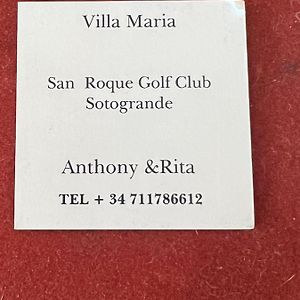 Villa Maria
San Roque Golf Club
Sotogrande
Anthony &Rita
TEL + 34 711786612